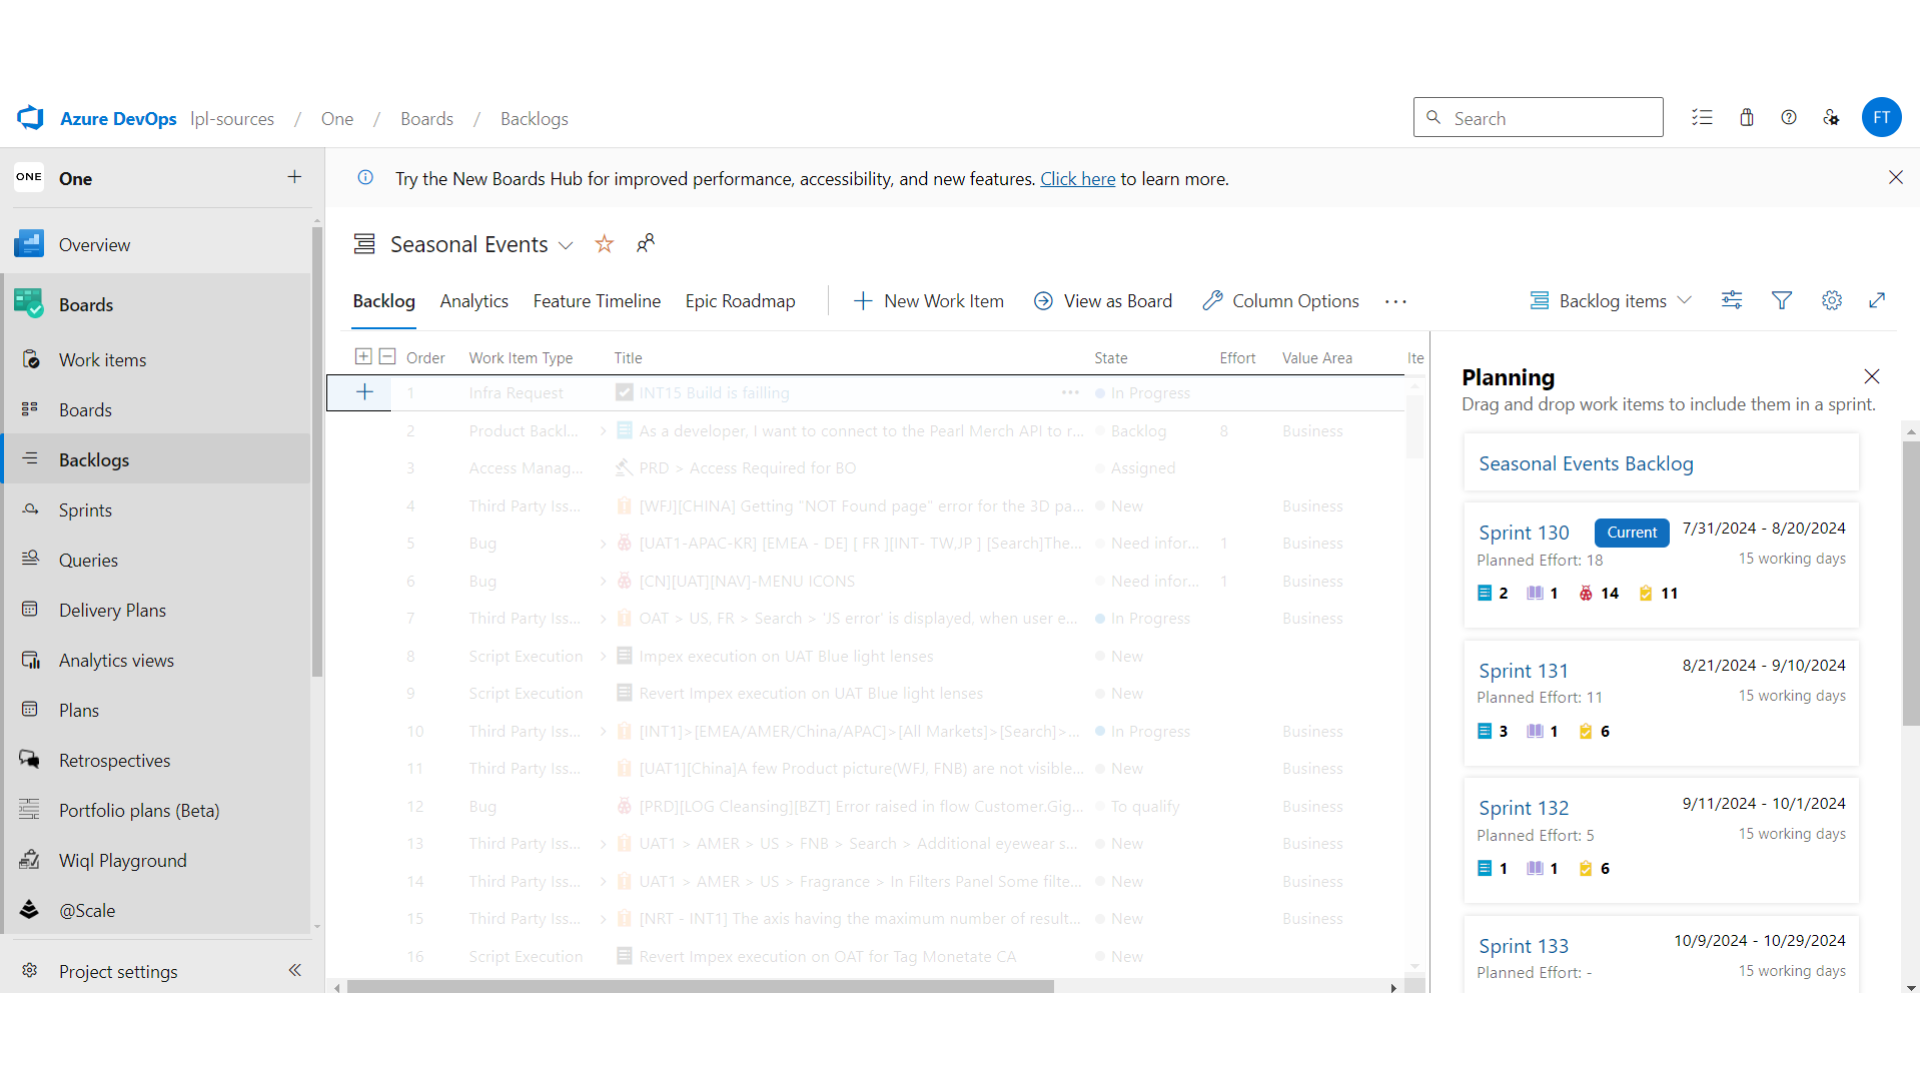 Azure DevOps lpl-sources / One / Boards / Backlogs
Search
FT
ONE One
Try the New Boards Hub for improved performance, accessibility, and new features. Click here to learn more.
Overview
Boards
Work items
Boards
Backlogs
Sprints
Queries
Delivery Plans
Analytics views
Plans
Retrospectives
Portfolio plans (Beta)
Wiql Playground
@Scale
Project settings
Seasonal Events
Backlog Analytics Feature Timeline Epic Roadmap New Work Item View as Board Column Options Backlog items
Order Work Item Type Title State Effort Value Area Ite
1 Infra Request INT15 Build is failling ... In Progress
2 Product Backl... As a developer, I want to connect to the Pearl Merch API to r... Backlog 8 Business
3 Access Manag... PRD > Access Required for BO Assigned
4 Third Party Iss... [WFJ][CHINA] Getting "NOT Found page" error for the 3D pa... New Business
5 Bug [UAT1-APAC-KR] [EMEA - DE] [ FR ][INT- TW,JP ] [Search]The... Need infor... 1 Business
6 Bug [CN][UAT][NAV]-MENU ICONS Need infor... 1 Business
7 Third Party Iss... OAT > US, FR > Search > 'JS error' is displayed, when user e... In Progress Business
8 Script Execution Impex execution on UAT Blue light lenses New
9 Script Execution Revert Impex execution on UAT Blue light lenses New
10 Third Party Iss... [INT1]>[EMEA/AMER/China/APAC]>[All Markets]>[Search]>... In Progress Business
11 Third Party Iss... [UAT1][China]A few Product picture(WFJ, FNB) are not visible... New Business
12 Bug [PRD][LOG Cleansing][BZT] Error raised in flow Customer.Gig... To qualify Business
13 Third Party Iss... UAT1 > AMER > US > FNB > Search > Additional eyewear s... New Business
14 Third Party Iss... UAT1 > AMER > US > Fragrance > In Filters Panel Some filte... New Business
15 Third Party Iss... [NRT - INT1] The axis having the maximum number of result... New Business
16 Script Execution Revert Impex execution on OAT for Tag Monetate CA New
Planning
Drag and drop work items to include them in a sprint.
Seasonal Events Backlog
Sprint 130 Current 7/31/2024 - 8/20/2024
Planned Effort: 18 15 working days
2 1 14 11
Sprint 131 8/21/2024 - 9/10/2024
Planned Effort: 11 15 working days
3 1 6
Sprint 132 9/11/2024 - 10/1/2024
Planned Effort: 5 15 working days
1 1 6
Sprint 133 10/9/2024 - 10/29/2024
Planned Effort: - 15 working days